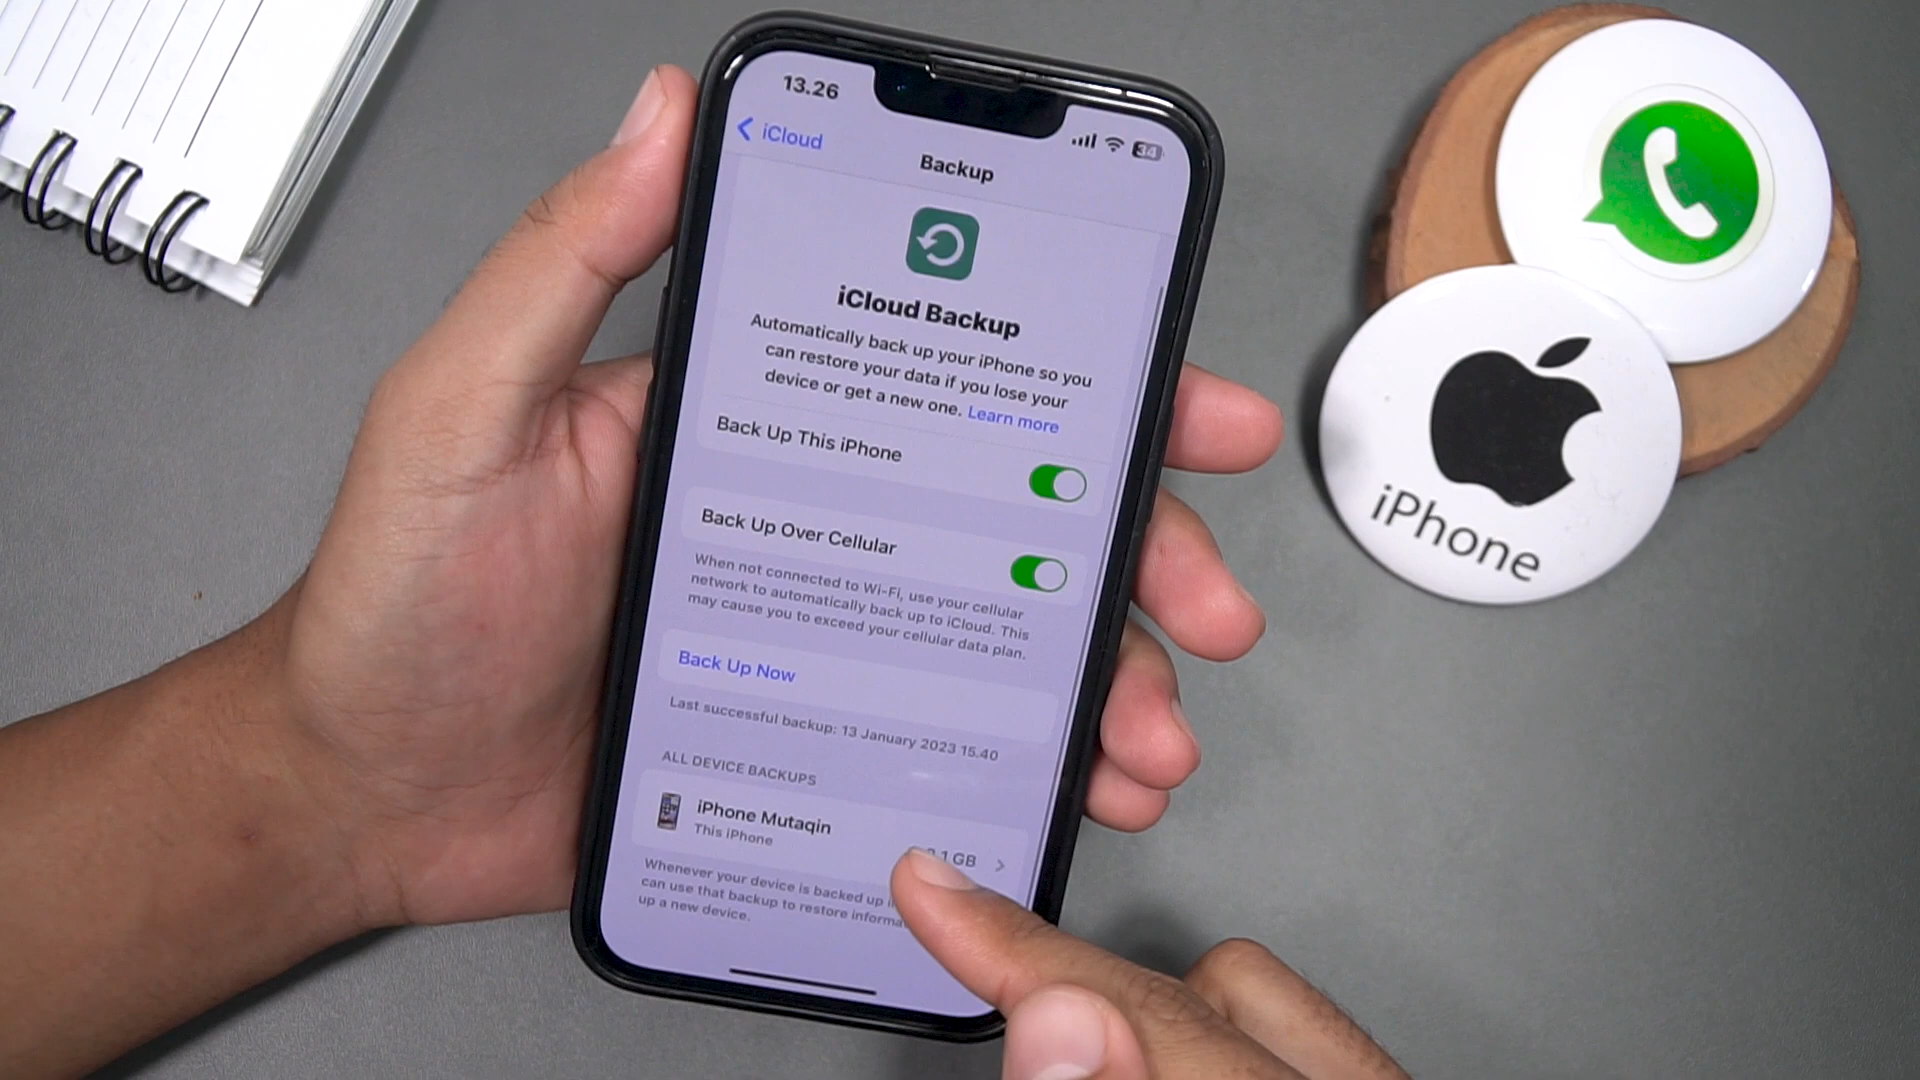 13.26
34
iCloud
Backup
iCloud Backup
Automatically back up your iPhone so you
can restore your data if you lose your
device or get a new one. Learn more
Back Up This iPhone
Back Up Over Cellular
When not connected to Wi-Fi, use your cellular
network to automatically back up to iCloud. This
may cause you to exceed your cellular data plan.
Back Up Now
Last successful backup: 13 January 2023 15.40
ALL DEVICE BACKUPS
iPhone Mutaqin
This iPhone
GB
Whenever your device is backed up
can use that backup to restore
up a new device.
iPhone